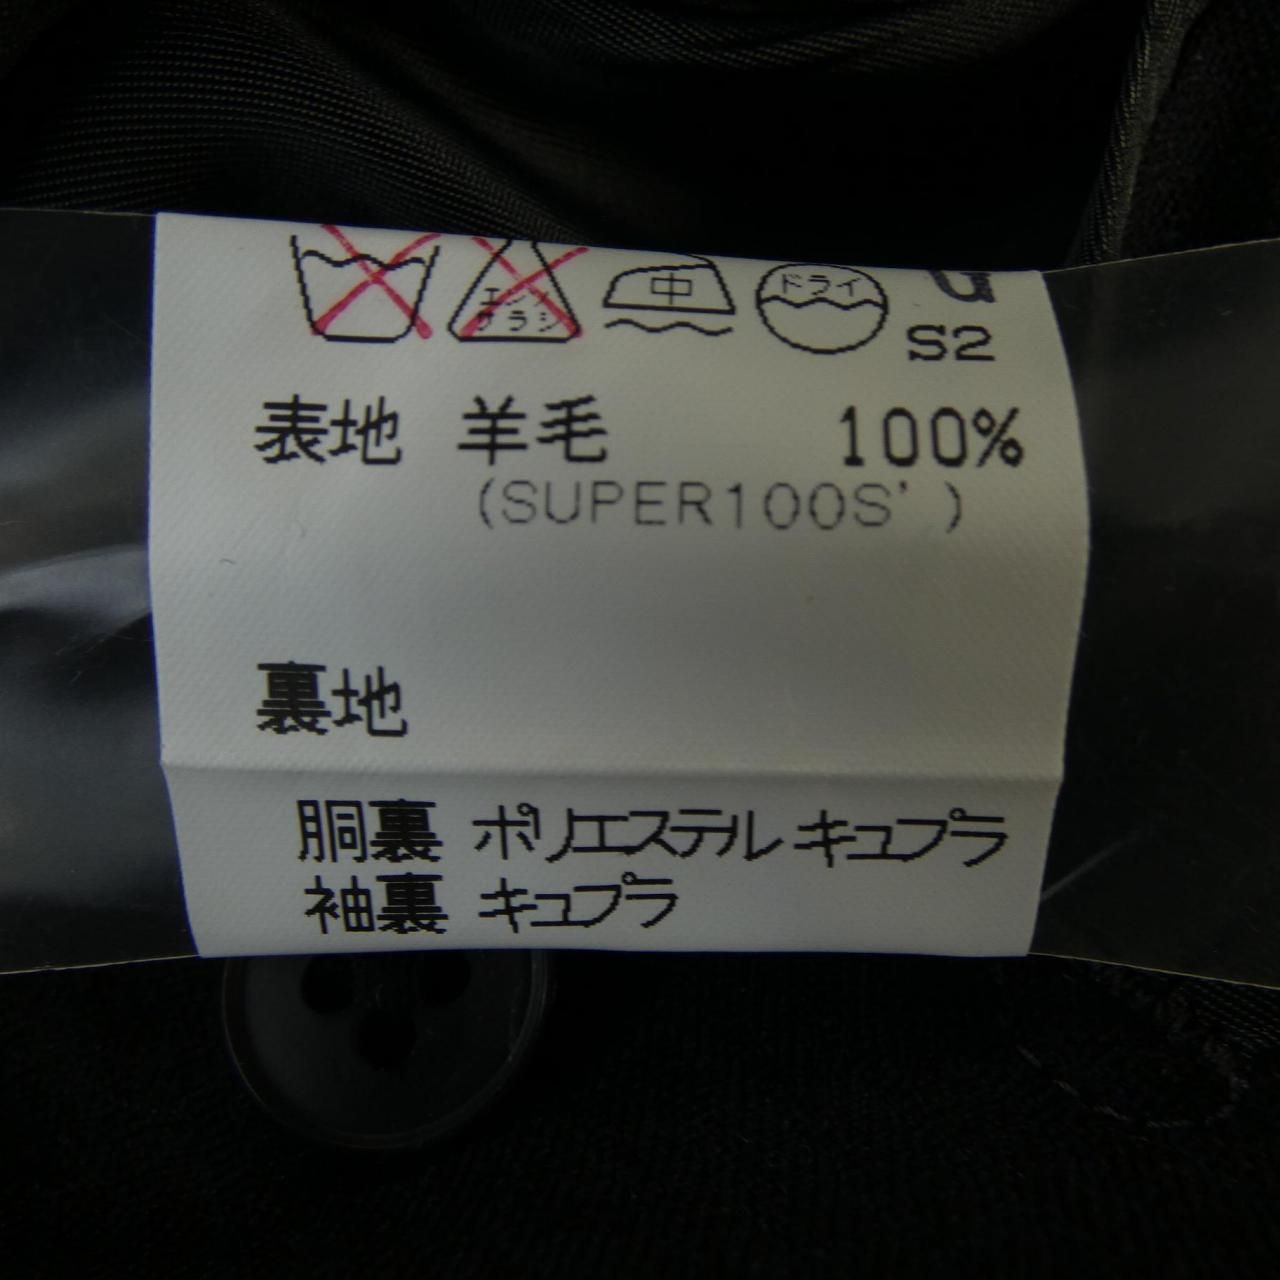 エンソ
サラシ
中
ドライ
S2
表地 羊毛 100%
(SUPER100S' )
裏地
胴裏 ポリエステル キュプラ
袖裏 キュプラ